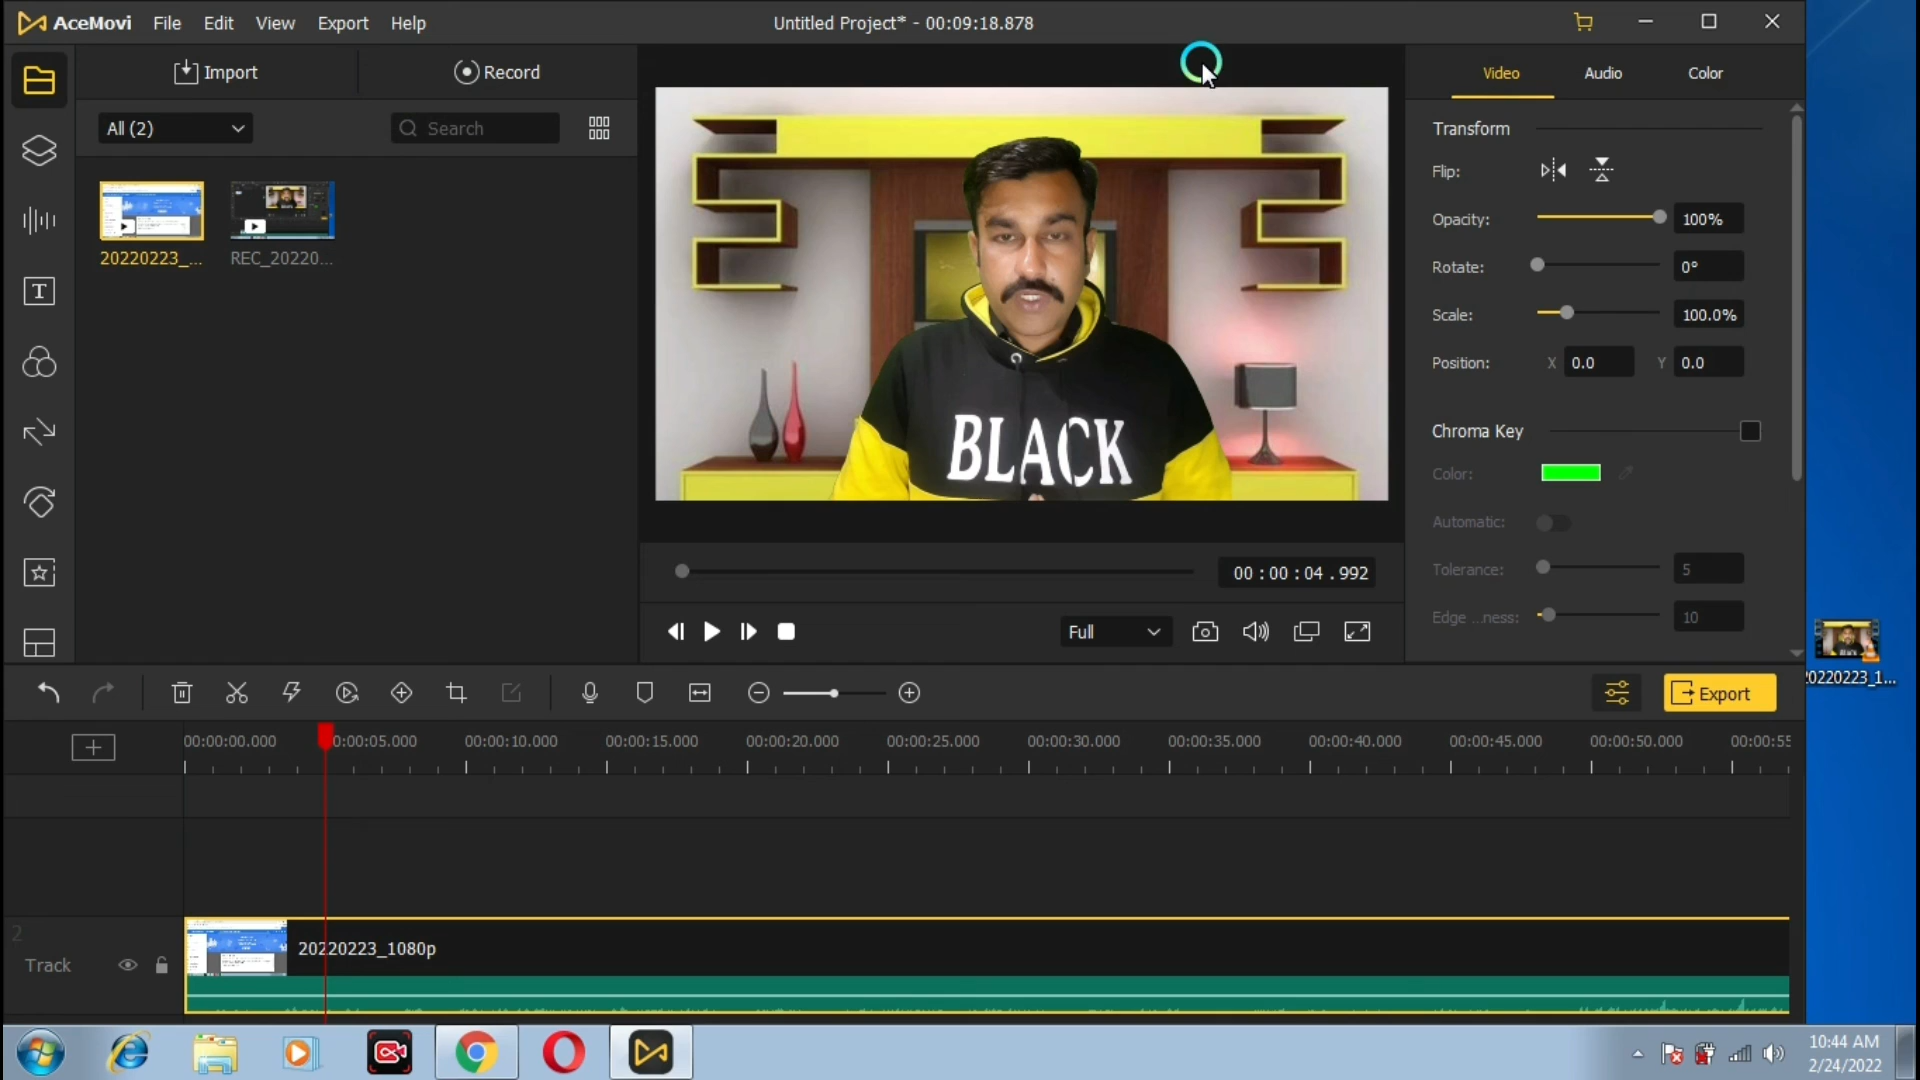 AceMovi File Edit View Export Help Untitled Project* - 00:09:18.878
Import Record
Video Audio Color
All (2) Search
20220223_... REC_20220...
Transform
Flip:
Opacity: 100%
Rotate: 0°
Scale: 100.0%
Position: X 0.0 Y 0.0
Chroma Key
Color:
Automatic:
Tolerance: 5
Edge ...ness: 10
BLACK
00 : 00 : 04 . 992
Full
20220223_1...
Export
00:00:00.000 0:00:05.000 00:00:10.000 00:00:15.000 00:00:20.000 00:00:25.000 00:00:30.000 00:00:35.000 00:00:40.000 00:00:45.000 00:00:50.000 00:00:55
2
Track
20220223_1080p
10:44 AM
2/24/2022